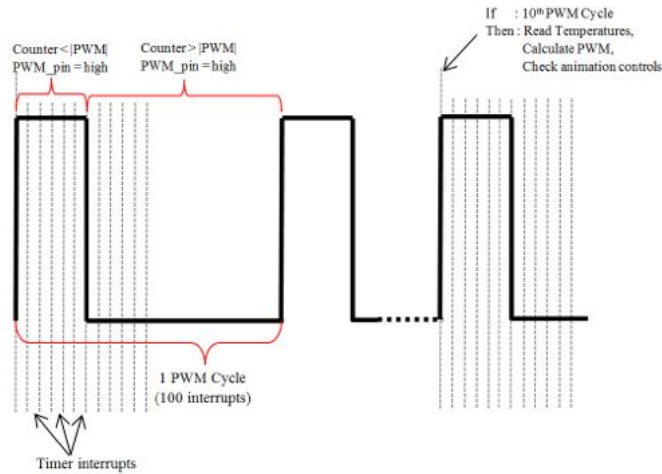 If : 10th PWM Cycle
Then : Read Temperatures,
Calculate PWM,
Check animation controls
Counter < |PWM|
PWM_pin = high
Counter > |PWM|
PWM_pin = high
1 PWM Cycle
(100 interrupts)
Timer interrupts